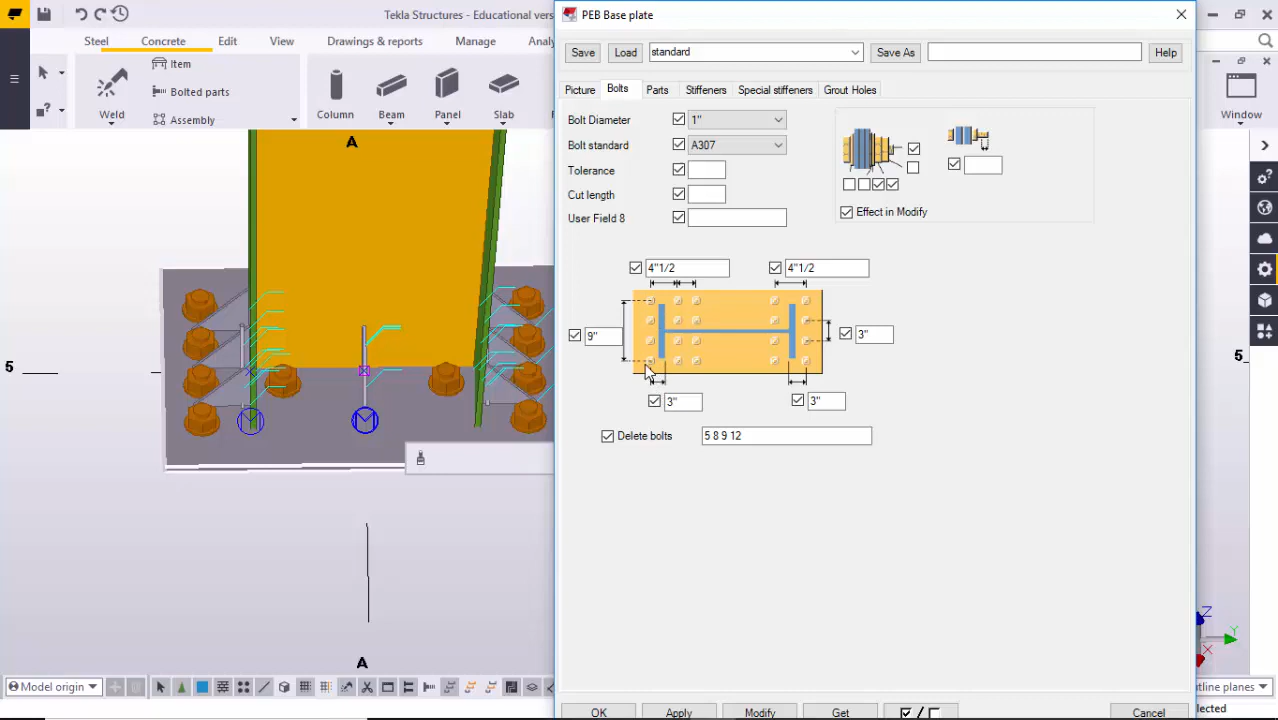 Tekla Structures - Educational vers
PEB Base plate
Steel
Concrete
Edit
View
Drawings & reports
Manage
Analy
Save
Load
standard
Save As
Help
Weld
Item
Bolted parts
Assembly
Column
Beam
Panel
Slab
Window
Picture
Bolts
Parts
Stiffeners
Special stiffeners
Grout Holes
Bolt Diameter
1"
Bolt standard
A307
Tolerance
Cut length
User Field 8
Effect in Modify
4"1/2
4"1/2
9"
3"
3"
3"
Delete bolts
5 8 9 12
A
5
5
A
Z
Y
X
Model origin
OK
Apply
Modify
Get
/
Cancel
utline planes
lected